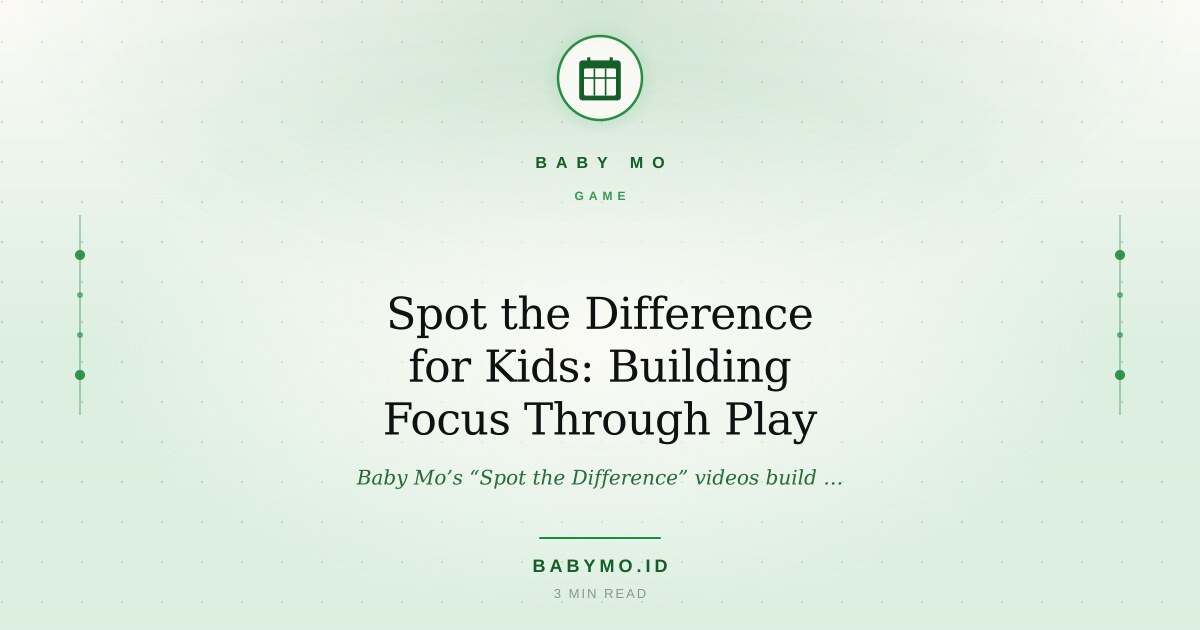 BABY MO
GAME
Spot the Difference
for Kids: Building
Focus Through Play
Baby Mo’s “Spot the Difference” videos build …
BABYMO.ID
3 MIN READ